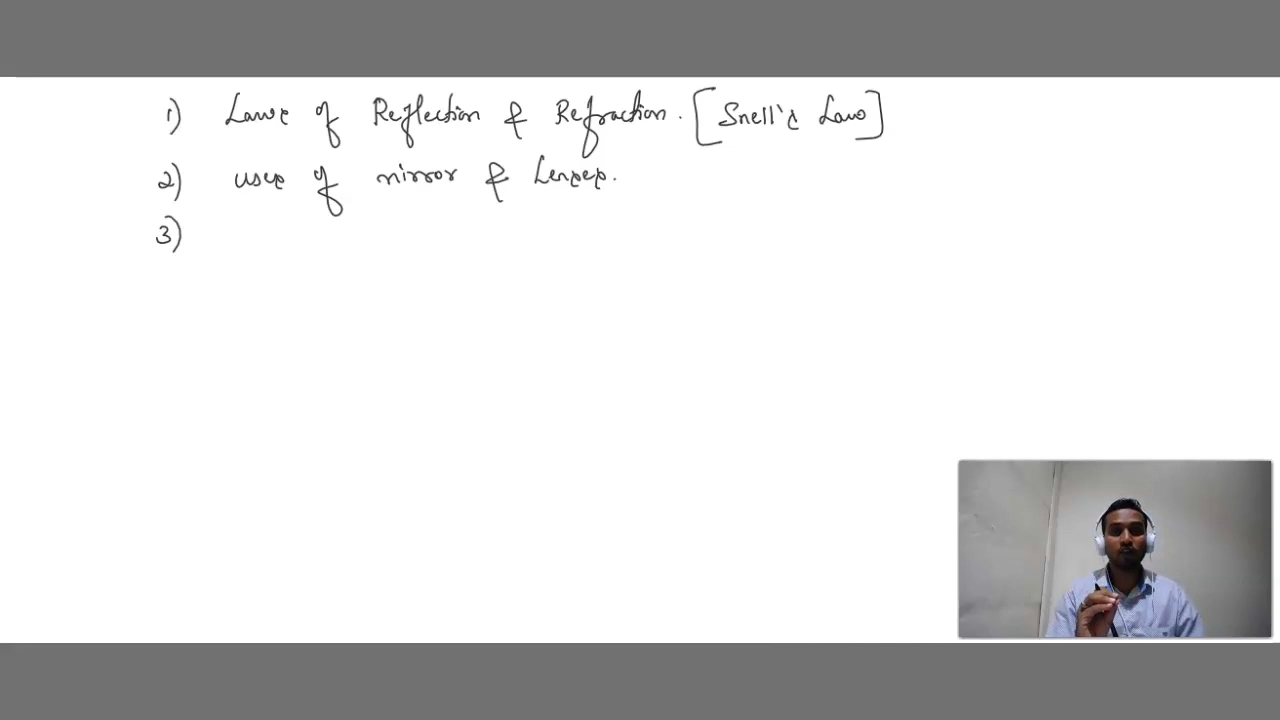 1) Laws of Reflection & Refraction. [Snell's Law]
2) uses of mirror & Lenses.
3)